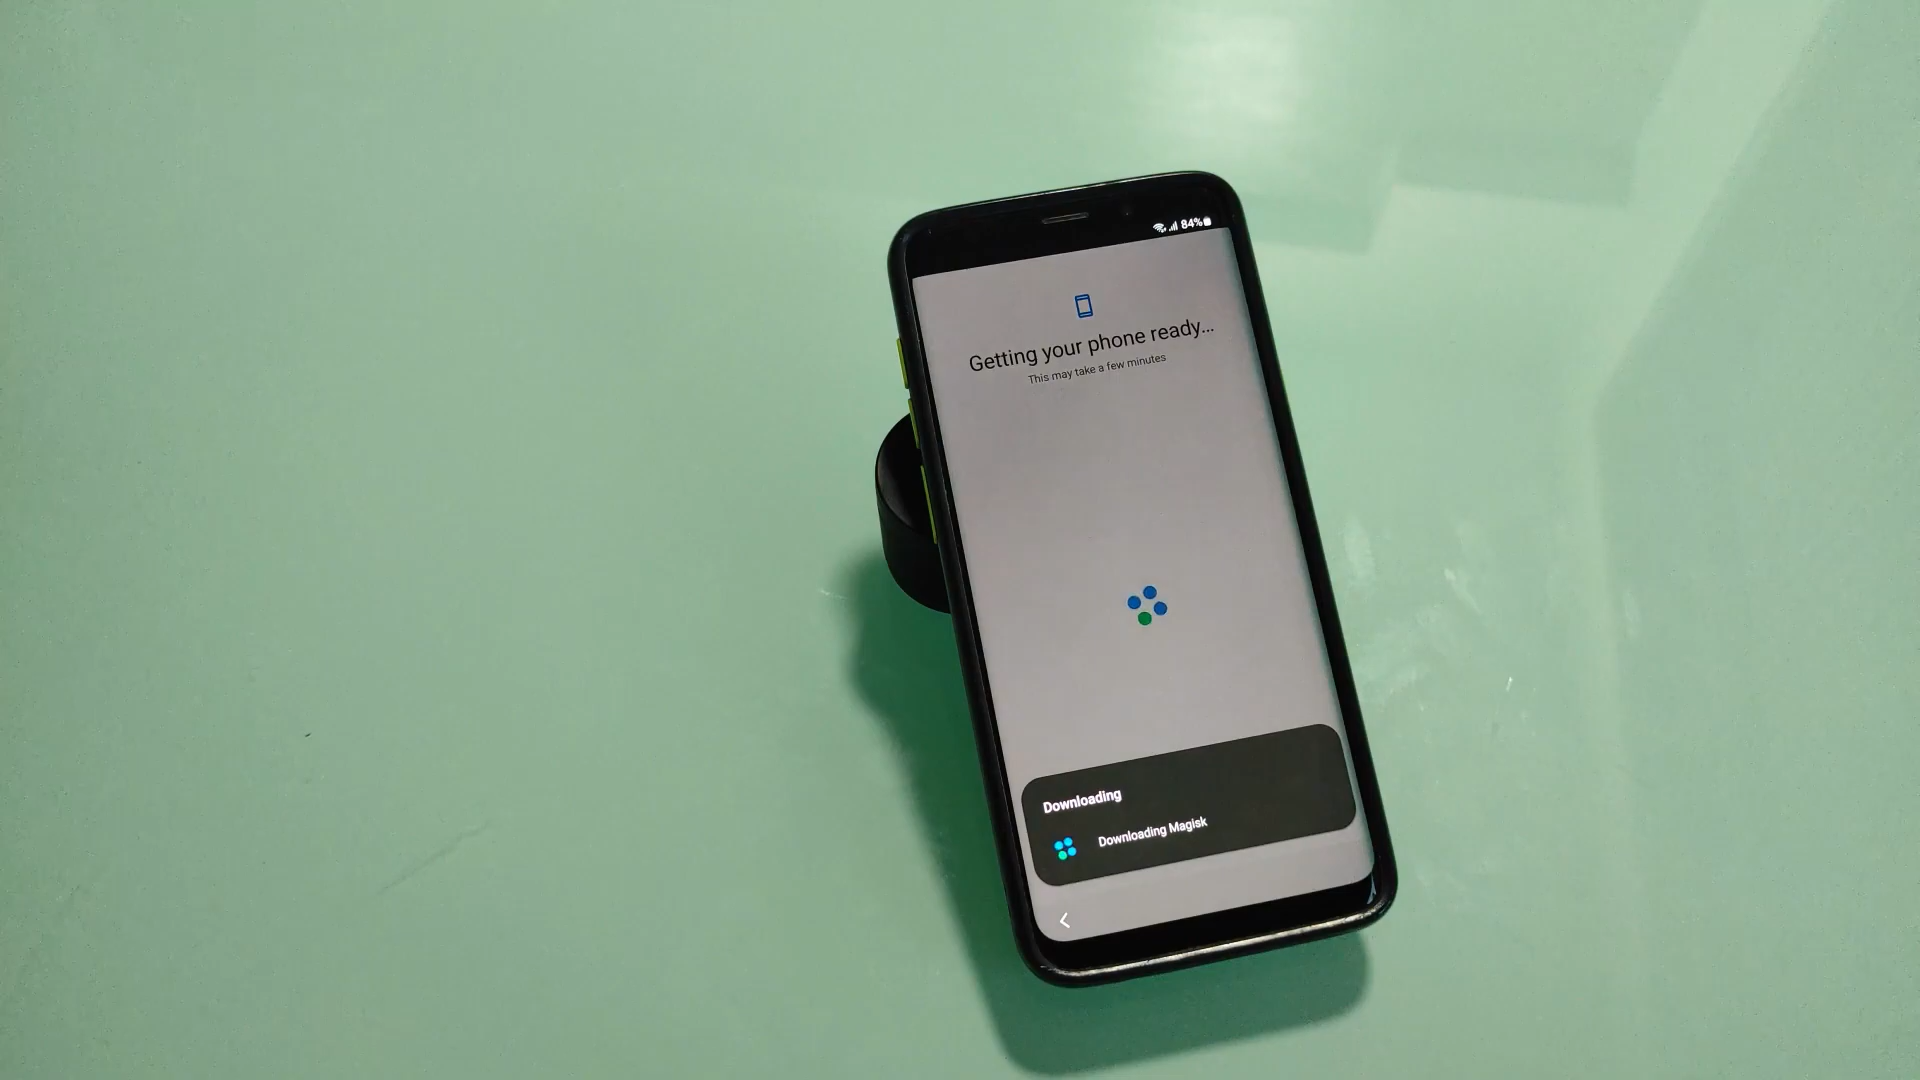 84%
Getting your phone ready...
This may take a few minutes
Downloading
Downloading Magisk